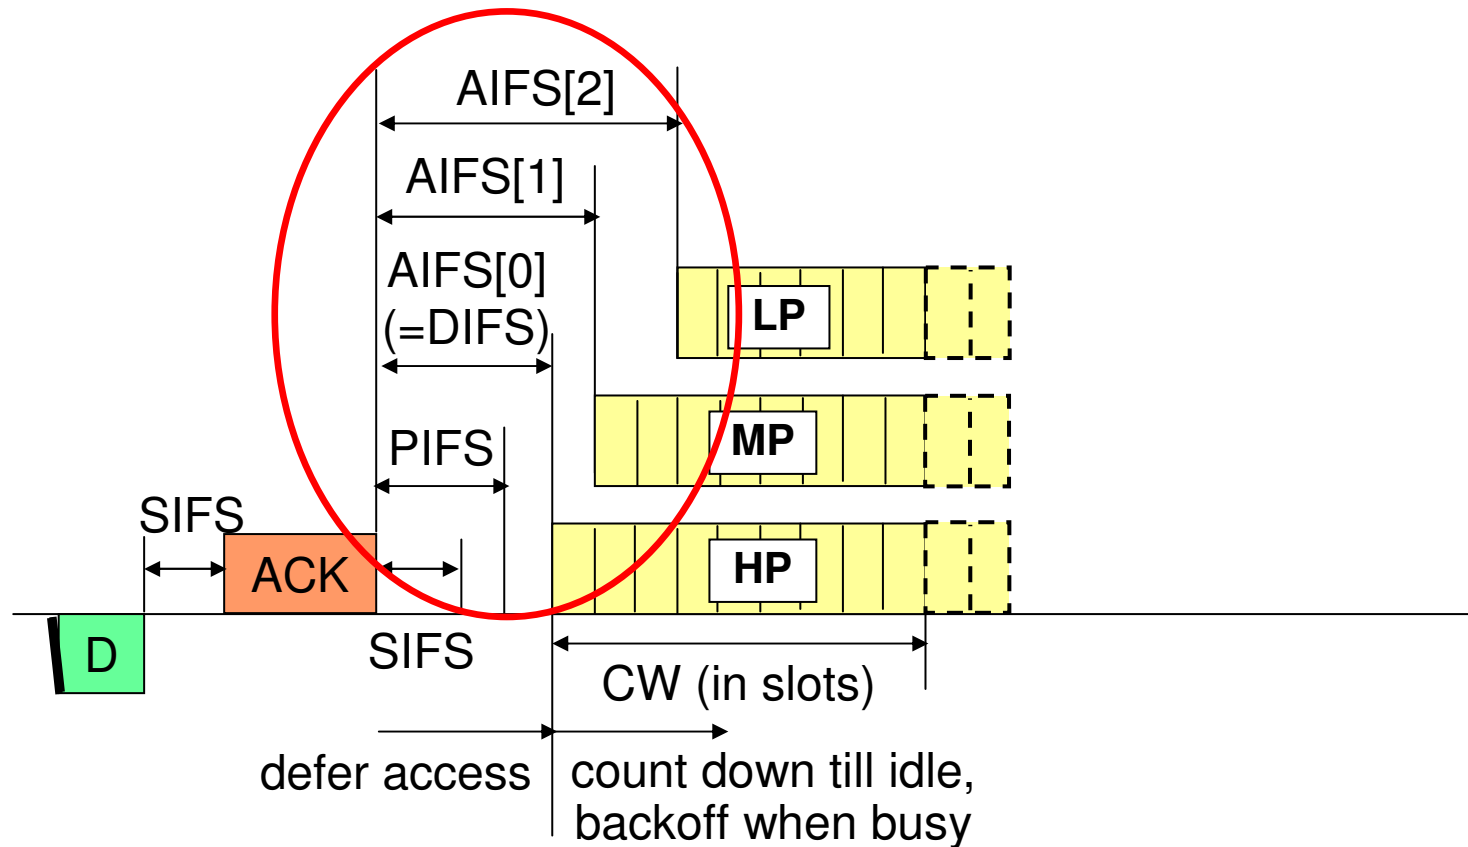 AIFS[2]
AIFS[1]
AIFS[0]
(=DIFS)
LP
PIFS
MP
SIFS
ACK
HP
D
SIFS
CW (in slots)
defer access
count down till idle,
backoff when busy